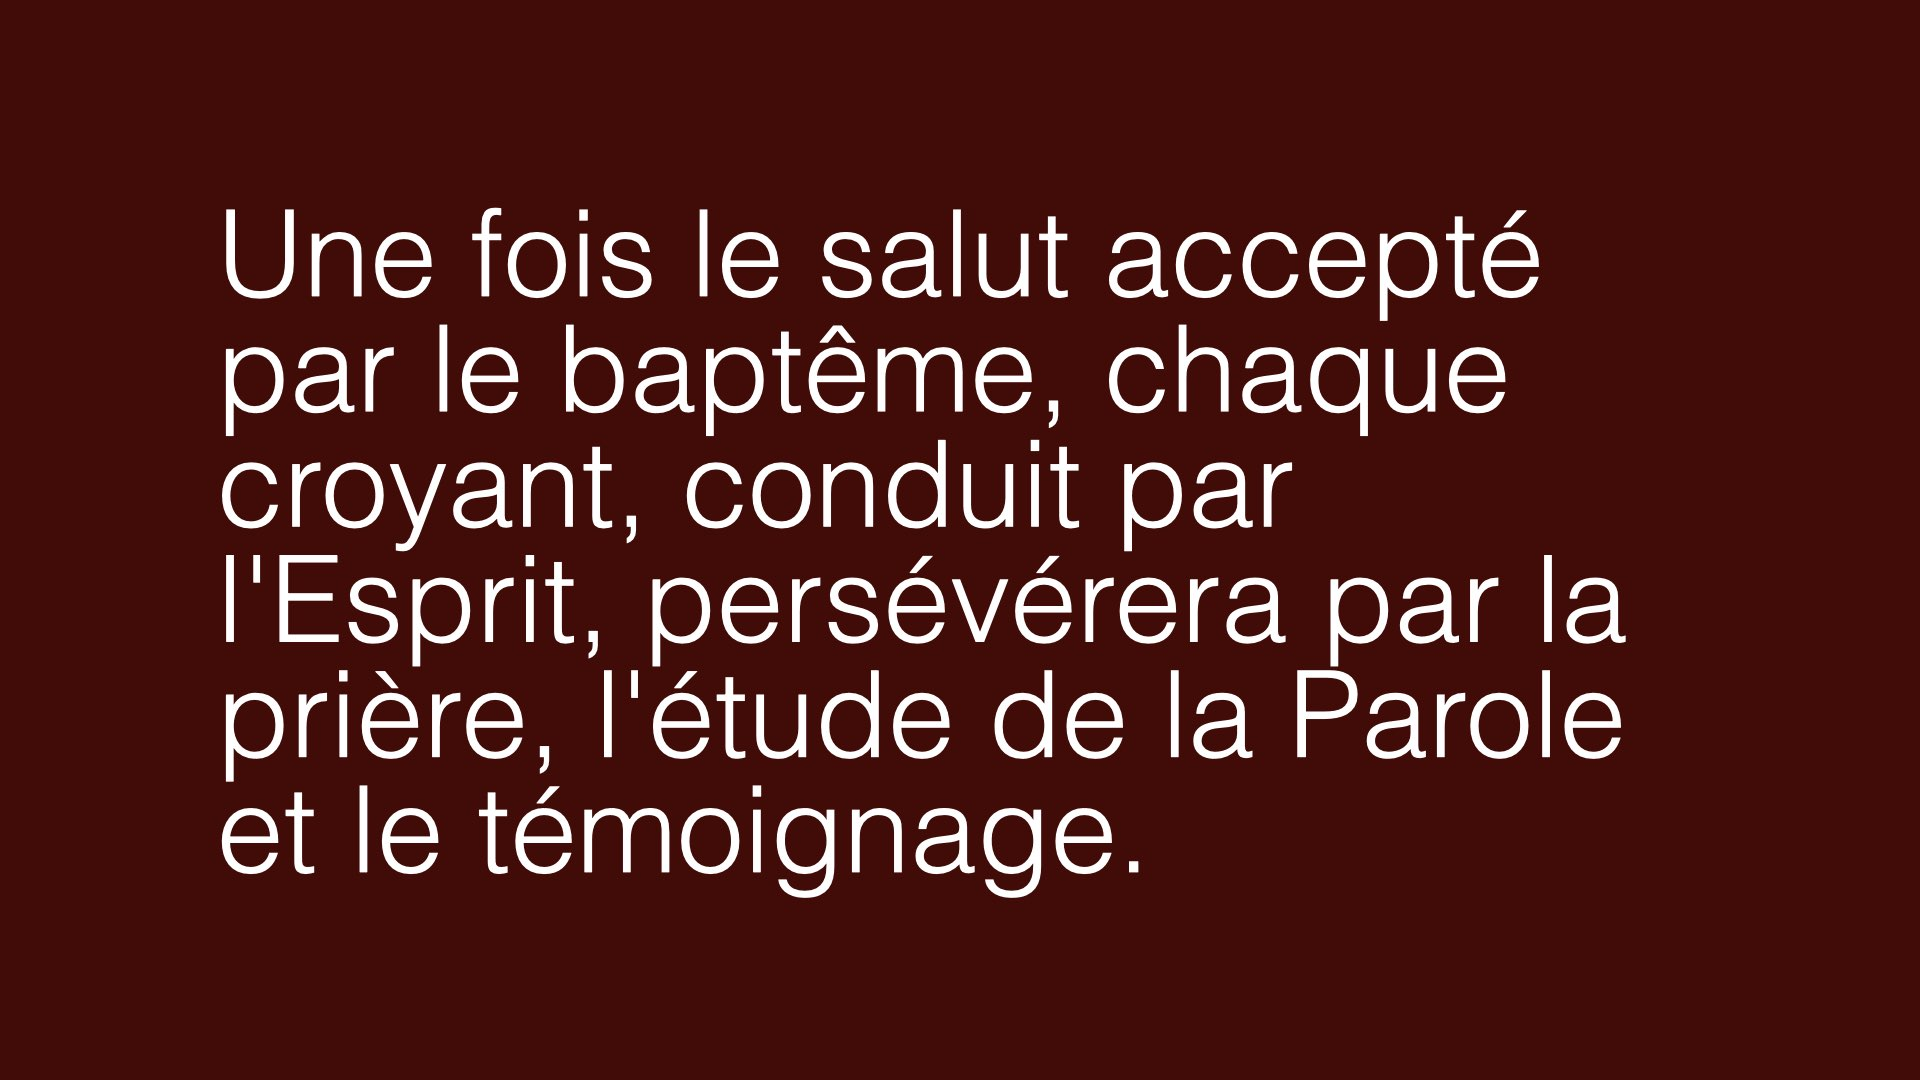 Une fois le salut accepté
par le baptême, chaque
croyant, conduit par
l'Esprit, persévérera par la
prière, l'étude de la Parole
et le témoignage.